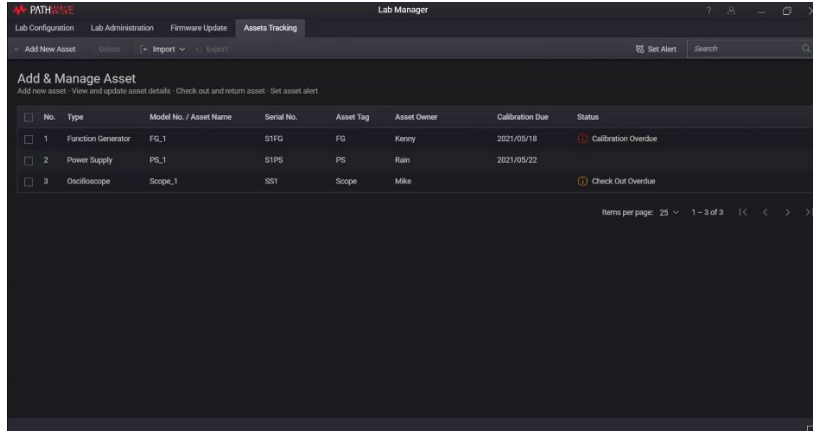 PATHWAVE
Lab Manager
?
Lab Configuration Lab Administration Firmware Update Assets Tracking
+ Add New Asset Delete Import Export Set Alert Search
Add & Manage Asset
Add new asset - View and update asset details - Check out and return asset - Set asset alert
No. Type Model No. / Asset Name Serial No. Asset Tag Asset Owner Calibration Due Status
1 Function Generator FG_1 S1FG FG Kenny 2021/05/18 Calibration Overdue
2 Power Supply PS_1 S1PS PS Rain 2021/05/22
3 Oscilloscope Scope_1 SS1 Scope Mike Check Out Overdue
Items per page: 25 1 – 3 of 3